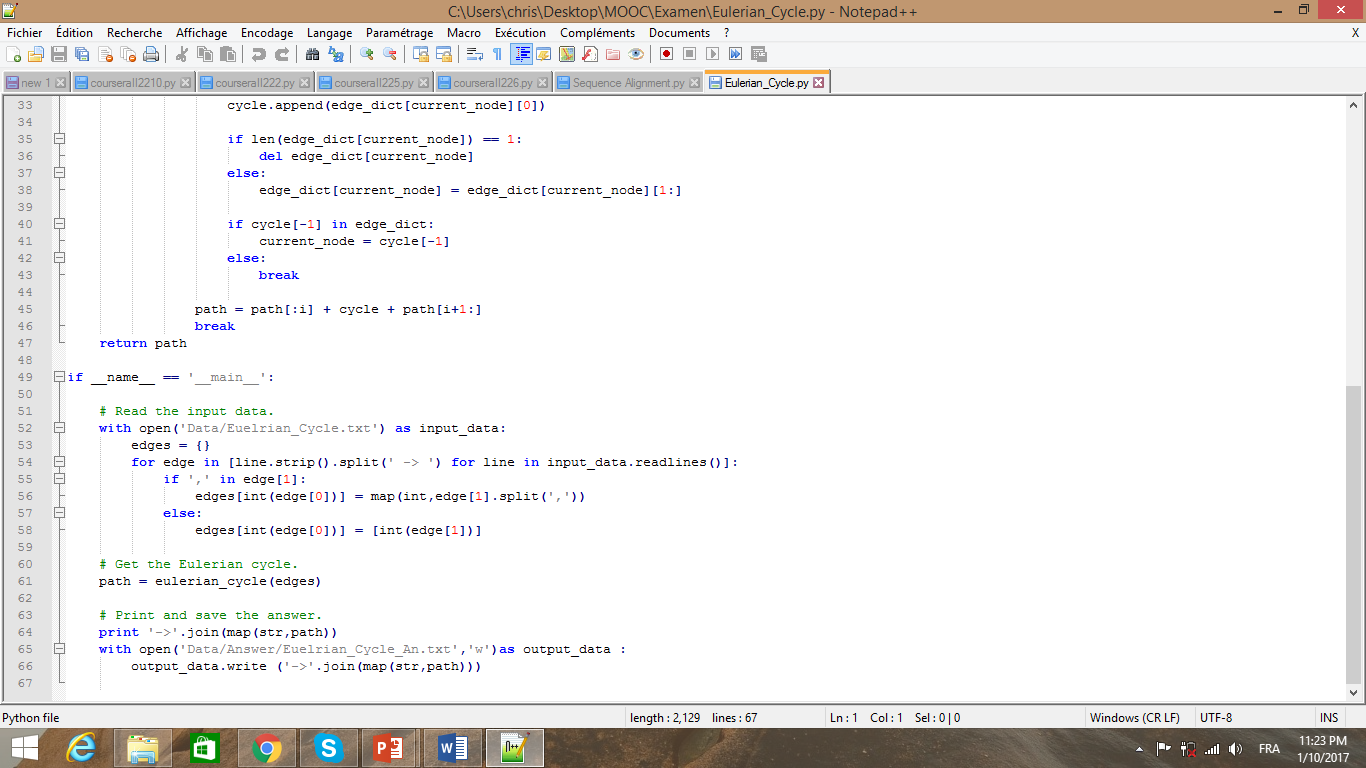 C:\Users\chris\Desktop\MOOC\Examen\Eulerian_Cycle.py - Notepad++
Fichier Édition Recherche Affichage Encodage Langage Paramétrage Macro Exécution Compléments Documents ? X
new 1 courseraII2210.py courseraII222.py courseraII225.py courseraII226.py Sequence Alignment.py Eulerian_Cycle.py
33 cycle.append(edge_dict[current_node][0])
34
35 if len(edge_dict[current_node]) == 1:
36 del edge_dict[current_node]
37 else:
38 edge_dict[current_node] = edge_dict[current_node][1:]
39
40 if cycle[-1] in edge_dict:
41 current_node = cycle[-1]
42 else:
43 break
44
45 path = path[:i] + cycle + path[i+1:]
46 break
47 return path
48
49 if __name__ == '__main__':
50
51 # Read the input data.
52 with open('Data/Euelrian_Cycle.txt') as input_data:
53 edges = {}
54 for edge in [line.strip().split(' -> ') for line in input_data.readlines()]:
55 if ',' in edge[1]:
56 edges[int(edge[0])] = map(int,edge[1].split(','))
57 else:
58 edges[int(edge[0])] = [int(edge[1])]
59
60 # Get the Eulerian cycle.
61 path = eulerian_cycle(edges)
62
63 # Print and save the answer.
64 print '->'.join(map(str,path))
65 with open('Data/Answer/Euelrian_Cycle_An.txt','w')as output_data :
66 output_data.write ('->'.join(map(str,path)))
67
Python file length : 2,129 lines : 67 Ln : 1 Col : 1 Sel : 0 | 0 Windows (CR LF) UTF-8 INS
FRA 11:23 PM
1/10/2017